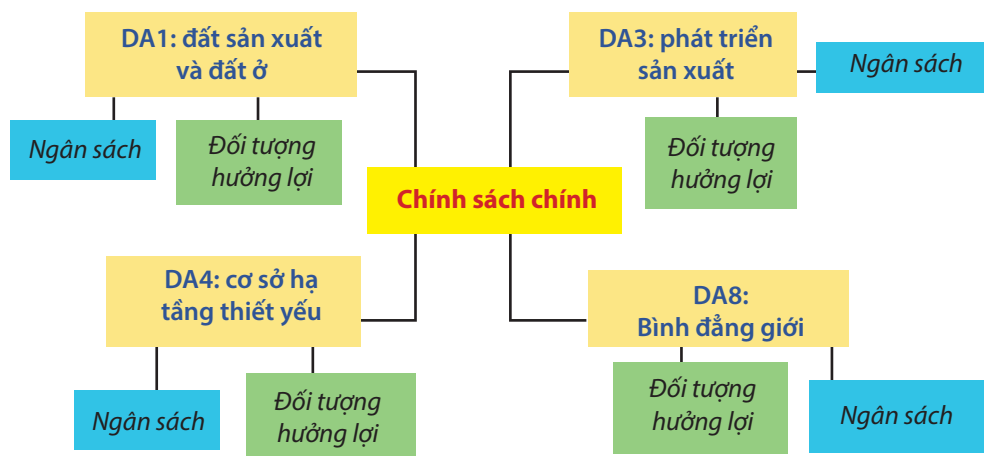 DA1: đất sản xuất
và đất ở
Ngân sách
Đối tượng
hưởng lợi
DA3: phát triển
sản xuất
Ngân sách
Đối tượng
hưởng lợi
Chính sách chính
DA4: cơ sở hạ
tầng thiết yếu
Ngân sách
Đối tượng
hưởng lợi
DA8:
Bình đẳng giới
Đối tượng
hưởng lợi
Ngân sách